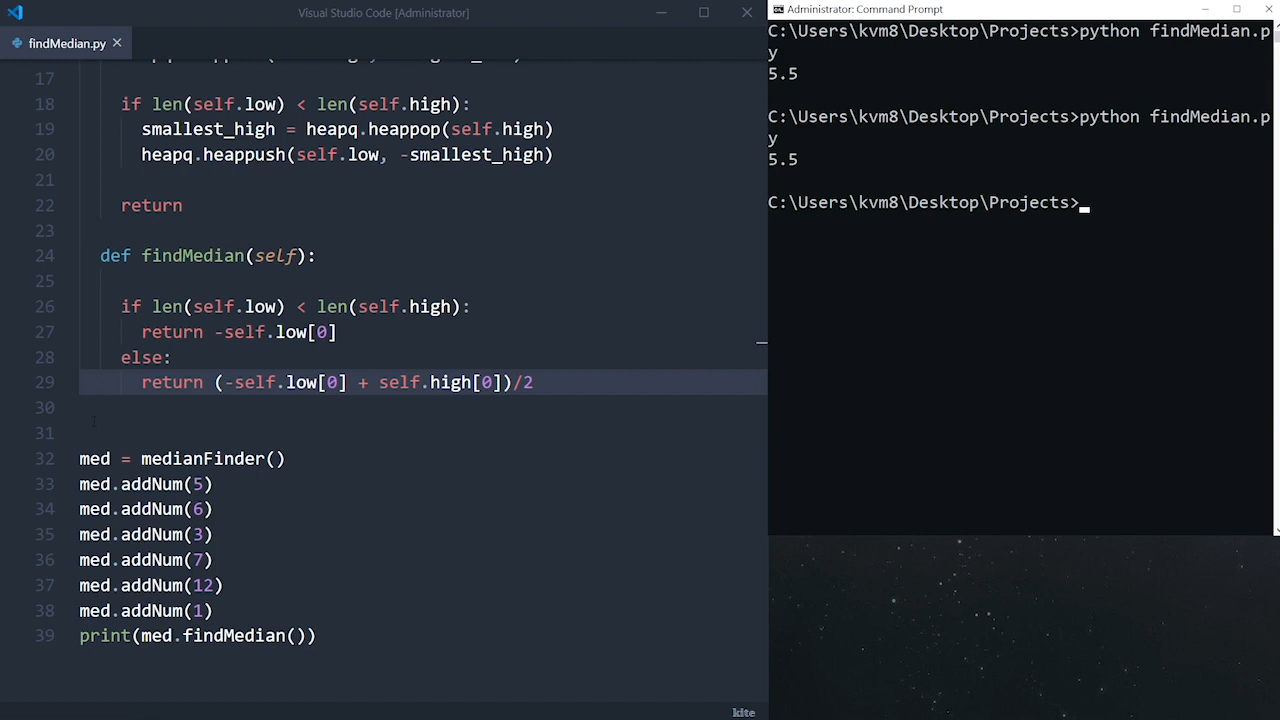 Visual Studio Code [Administrator]
findMedian.py
17
18 if len(self.low) < len(self.high):
19 smallest_high = heapq.heappop(self.high)
20 heapq.heappush(self.low, -smallest_high)
21
22 return
23
24 def findMedian(self):
25
26 if len(self.low) < len(self.high):
27 return -self.low[0]
28 else:
29 return (-self.low[0] + self.high[0])/2
30
31
32 med = medianFinder()
33 med.addNum(5)
34 med.addNum(6)
35 med.addNum(3)
36 med.addNum(7)
37 med.addNum(12)
38 med.addNum(1)
39 print(med.findMedian())
kite
Administrator: Command Prompt
C:\Users\kvm8\Desktop\Projects>python findMedian.p
y
5.5
C:\Users\kvm8\Desktop\Projects>python findMedian.p
y
5.5
C:\Users\kvm8\Desktop\Projects>